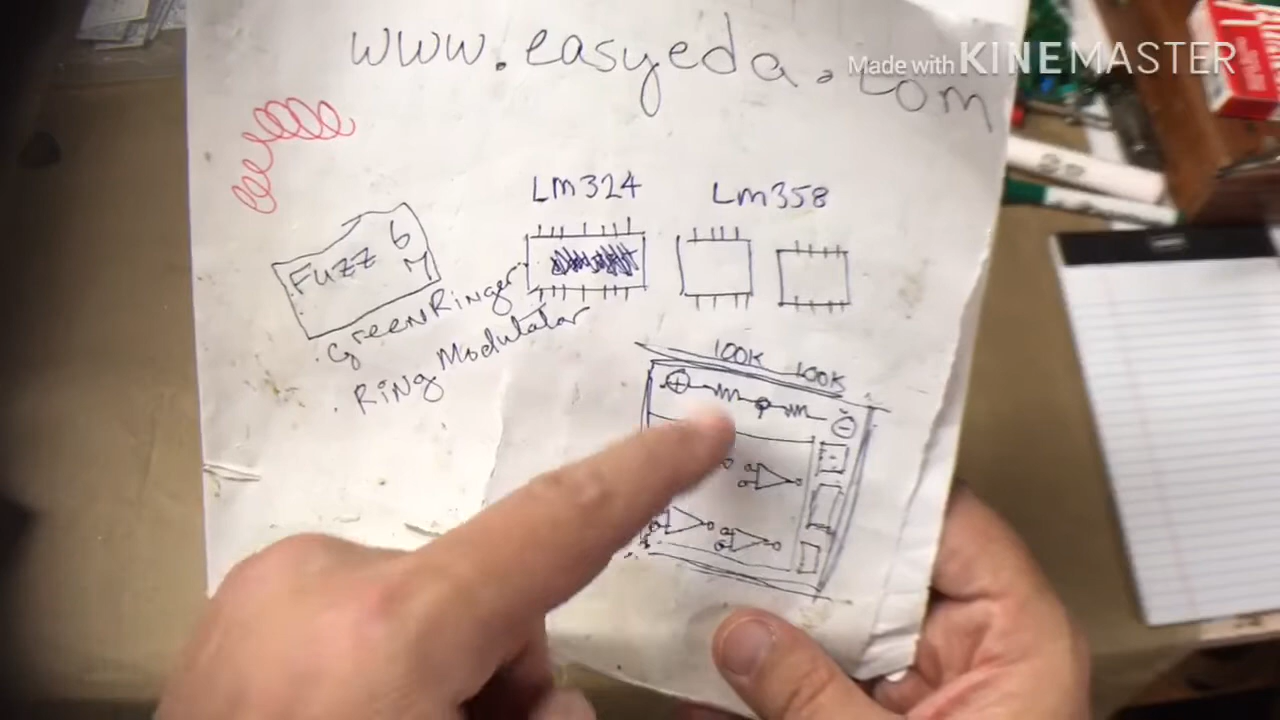 www.easyeda.com
Made with KINEMASTER
LM324
LM358
Fuzz 6
M
.GreenRinger
.RiNg Modulator
100K 100K